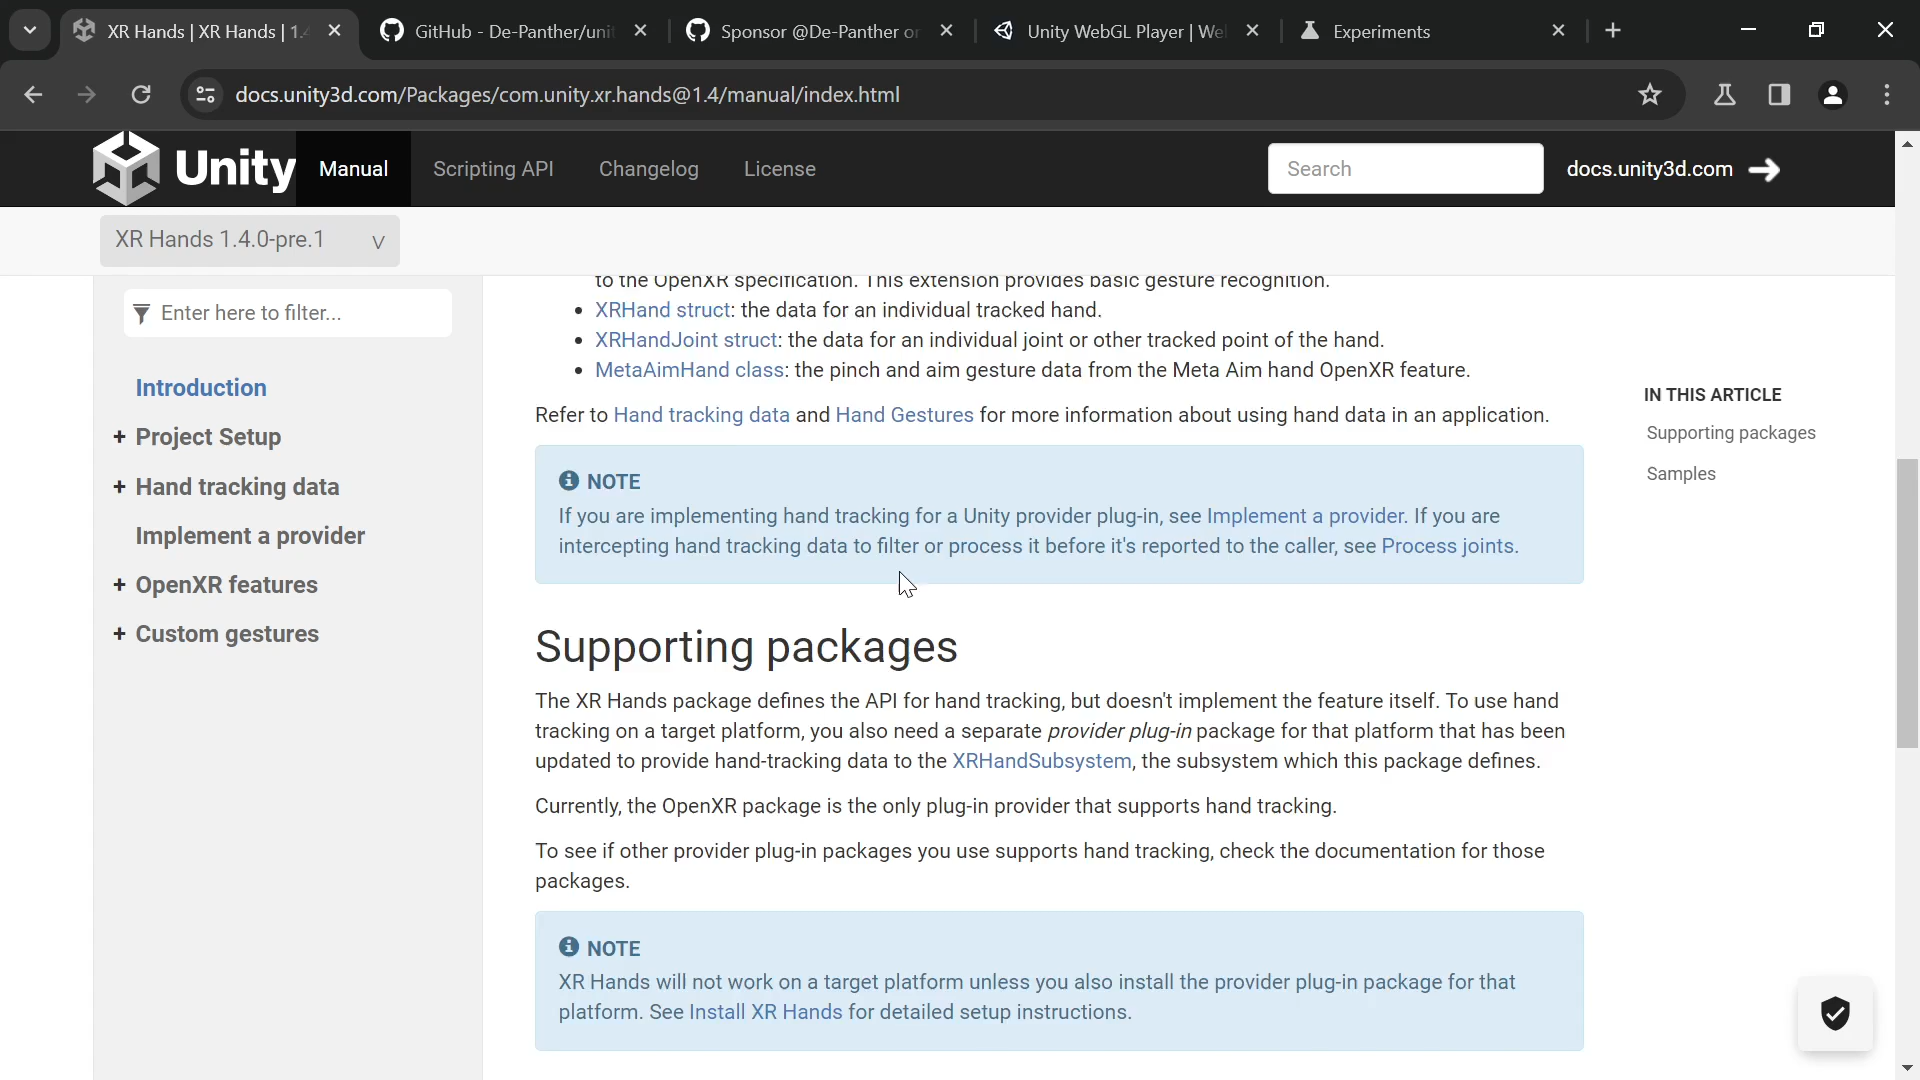 XR Hands | XR Hands | 1.4
GitHub - De-Panther/uni
Sponsor @De-Panther or
Unity WebGL Player | We
Experiments
docs.unity3d.com/Packages/com.unity.xr.hands@1.4/manual/index.html
Unity
Manual
Scripting API
Changelog
License
Search
docs.unity3d.com
XR Hands 1.4.0-pre.1
Enter here to filter...
Introduction
+ Project Setup
+ Hand tracking data
Implement a provider
+ OpenXR features
+ Custom gestures
to the OpenXR specification. This extension provides basic gesture recognition.
• XRHand struct: the data for an individual tracked hand.
• XRHandJoint struct: the data for an individual joint or other tracked point of the hand.
• MetaAimHand class: the pinch and aim gesture data from the Meta Aim hand OpenXR feature.
Refer to Hand tracking data and Hand Gestures for more information about using hand data in an application.
NOTE
If you are implementing hand tracking for a Unity provider plug-in, see Implement a provider. If you are
intercepting hand tracking data to filter or process it before it's reported to the caller, see Process joints.
Supporting packages
The XR Hands package defines the API for hand tracking, but doesn't implement the feature itself. To use hand
tracking on a target platform, you also need a separate provider plug-in package for that platform that has been
updated to provide hand-tracking data to the XRHandSubsystem, the subsystem which this package defines.
Currently, the OpenXR package is the only plug-in provider that supports hand tracking.
To see if other provider plug-in packages you use supports hand tracking, check the documentation for those
packages.
NOTE
XR Hands will not work on a target platform unless you also install the provider plug-in package for that
platform. See Install XR Hands for detailed setup instructions.
IN THIS ARTICLE
Supporting packages
Samples